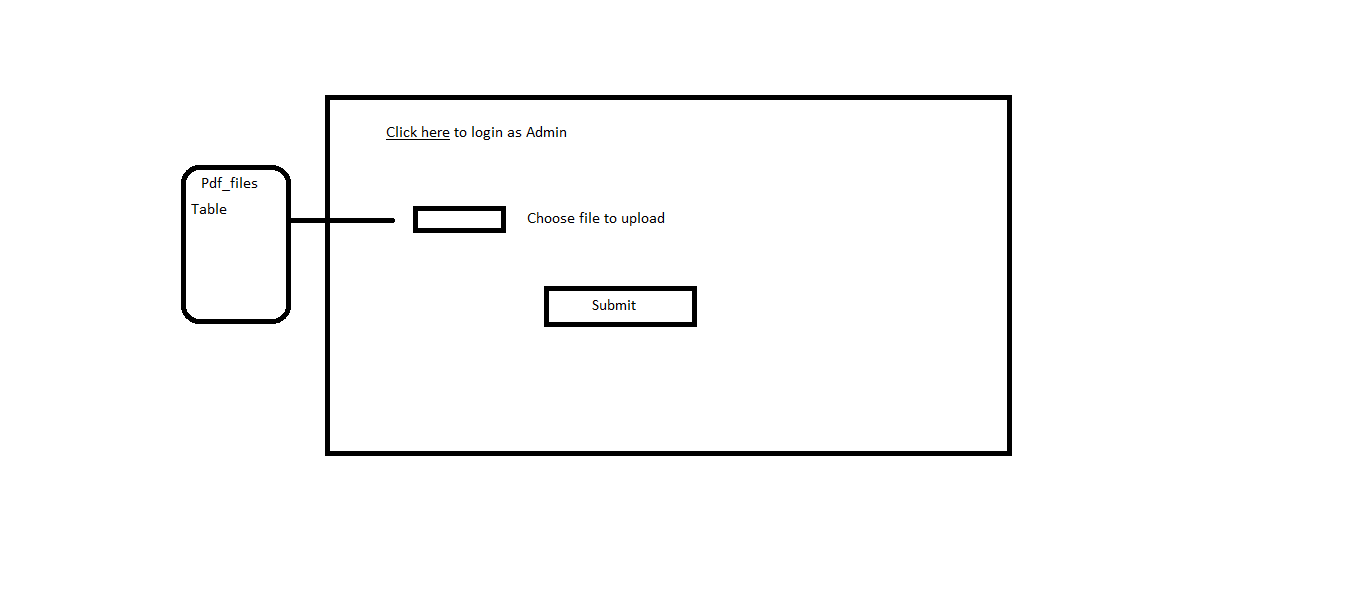 Click here to login as Admin
Pdf_files
Table
Choose file to upload
Submit